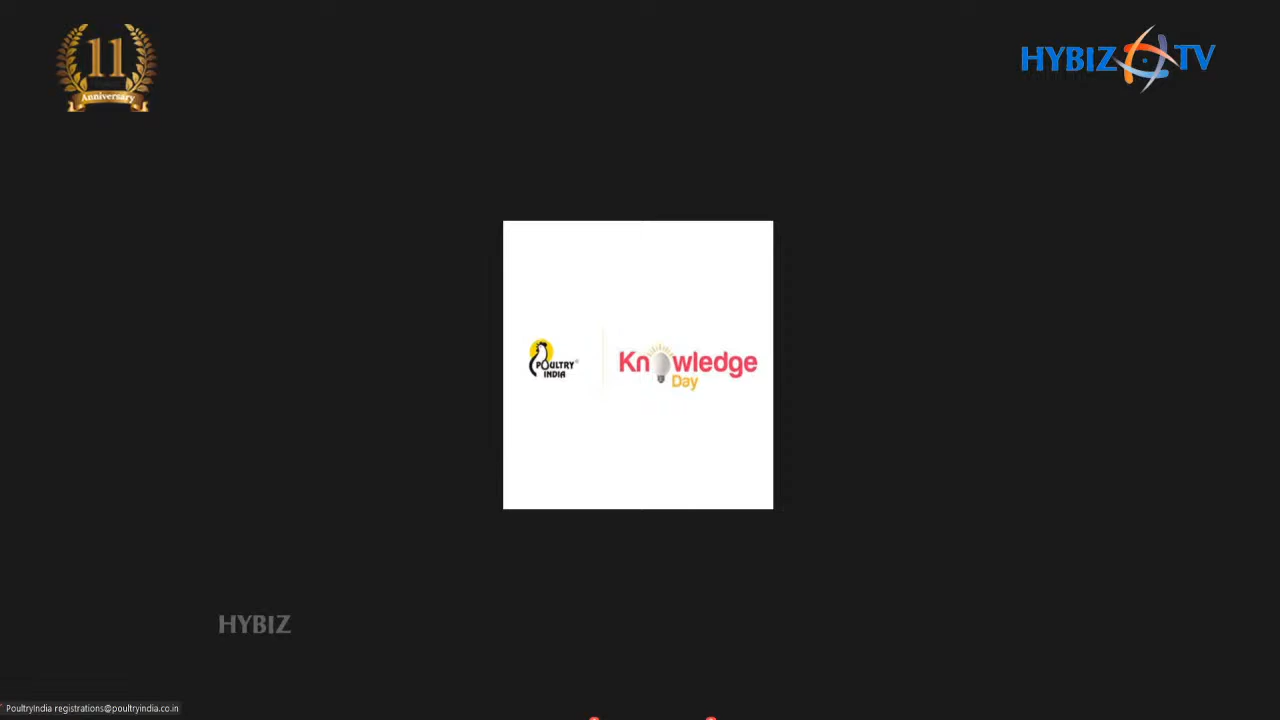 11
Anniversary
HYBIZ TV
POULTRY®
INDIA
Knowledge
Day
HYBIZ
PoultryIndia registrations@poultryindia.co.in